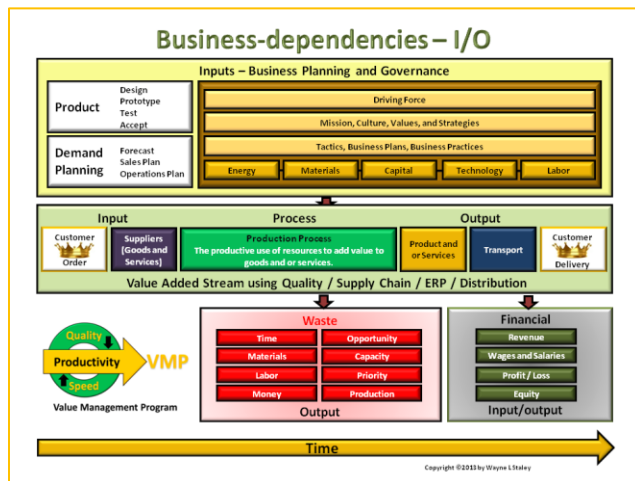 Business-dependencies – I/O
Inputs – Business Planning and Governance
Product
Design
Prototype
Test
Accept
Demand
Planning
Forecast
Sales Plan
Operations Plan
Driving Force
Mission, Culture, Values, and Strategies
Tactics, Business Plans, Business Practices
Energy
Materials
Capital
Technology
Labor
Input
Process
Output
Customer
Order
Suppliers
(Goods and
Services)
Production Process
The productive use of resources to add value to
goods and or services.
Product and
or Services
Transport
Customer
Delivery
Value Added Stream using Quality / Supply Chain / ERP / Distribution
Quality
Productivity
Speed
VMP
Value Management Program
Waste
Time
Opportunity
Materials
Capacity
Labor
Priority
Money
Production
Output
Financial
Revenue
Wages and Salaries
Profit / Loss
Equity
Input/output
Time
Copyright ©2013 by Wayne L Staley